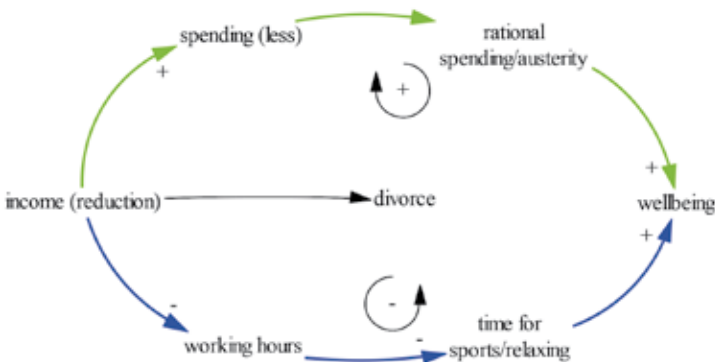 spending (less)
rational
spending/austerity
+
+
+
income (reduction)
divorce
wellbeing
+
-
-
-
working hours
time for
sports/relaxing